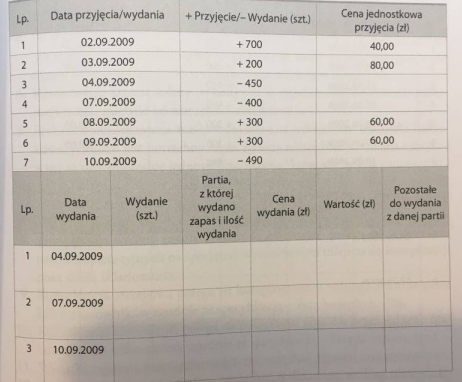 Lp. Data przyjęcia/wydania + Przyjęcie/– Wydanie (szt.) Cena jednostkowa
przyjęcia (zł)
1 02.09.2009 + 700 40,00
2 03.09.2009 + 200 80,00
3 04.09.2009 – 450
4 07.09.2009 – 400
5 08.09.2009 + 300 60,00
6 09.09.2009 + 300 60,00
7 10.09.2009 – 490
Lp. Data
wydania
Wydanie
(szt.)
Partia,
z której
wydano
zapas i ilość
wydania
Cena
wydania (zł)
Wartość (zł)
Pozostałe
do wydania
z danej partii
1 04.09.2009
2 07.09.2009
3 10.09.2009